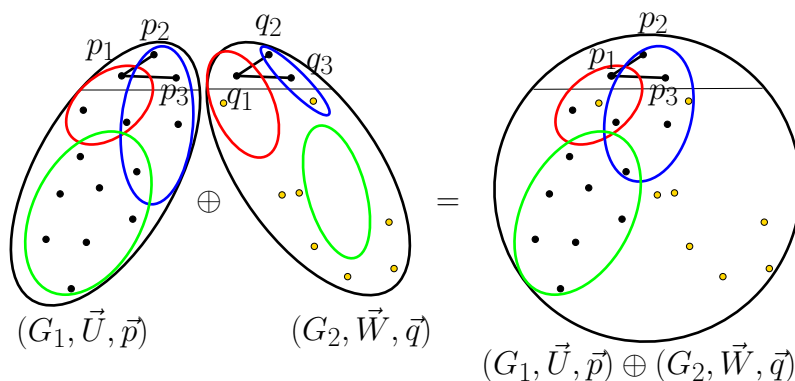 p₁ p₂ p₃
q₁ q₂ q₃
p₁ p₂ p₃
⊕ =
(G₁, U⃗, p⃗) (G₂, W⃗, q⃗) (G₁, U⃗, p⃗) ⊕ (G₂, W⃗, q⃗)